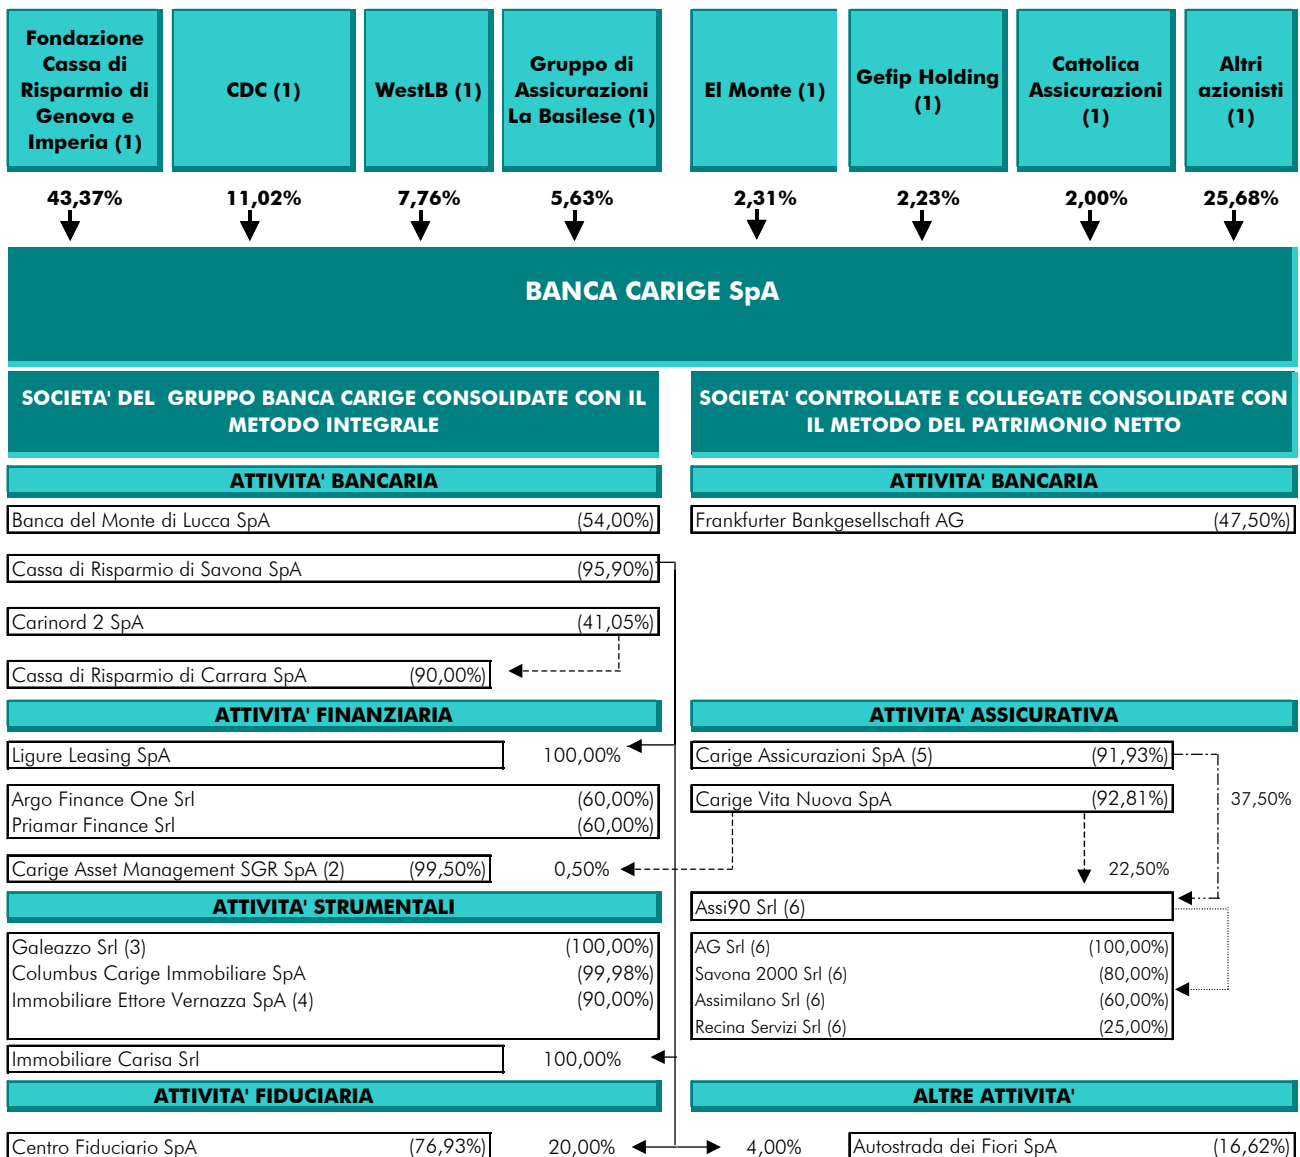 Fondazione
Cassa di
Risparmio di
Genova e
Imperia (1)
CDC (1)
WestLB (1)
Gruppo di
Assicurazioni
La Basilese (1)
El Monte (1)
Gefip Holding
(1)
Cattolica
Assicurazioni
(1)
Altri
azionisti
(1)
43,37%
11,02%
7,76%
5,63%
2,31%
2,23%
2,00%
25,68%
BANCA CARIGE SpA
SOCIETA' DEL GRUPPO BANCA CARIGE CONSOLIDATE CON IL
METODO INTEGRALE
ATTIVITA' BANCARIA
Banca del Monte di Lucca SpA (54,00%)
Cassa di Risparmio di Savona SpA (95,90%)
Carinord 2 SpA (41,05%)
Cassa di Risparmio di Carrara SpA (90,00%)
ATTIVITA' FINANZIARIA
Ligure Leasing SpA 100,00%
Argo Finance One Srl (60,00%)
Priamar Finance Srl (60,00%)
Carige Asset Management SGR SpA (2) (99,50%) 0,50%
ATTIVITA' STRUMENTALI
Galeazzo Srl (3) (100,00%)
Columbus Carige Immobiliare SpA (99,98%)
Immobiliare Ettore Vernazza SpA (4) (90,00%)
Immobiliare Carisa Srl 100,00%
ATTIVITA' FIDUCIARIA
Centro Fiduciario SpA (76,93%) 20,00%
SOCIETA' CONTROLLATE E COLLEGATE CONSOLIDATE CON
IL METODO DEL PATRIMONIO NETTO
ATTIVITA' BANCARIA
Frankfurter Bankgesellschaft AG (47,50%)
ATTIVITA' ASSICURATIVA
Carige Assicurazioni SpA (5) (91,93%)
Carige Vita Nuova SpA (92,81%)
37,50%
22,50%
Assi90 Srl (6)
AG Srl (6) (100,00%)
Savona 2000 Srl (6) (80,00%)
Assimilano Srl (6) (60,00%)
Recina Servizi Srl (6) (25,00%)
ALTRE ATTIVITA'
4,00% Autostrada dei Fiori SpA (16,62%)